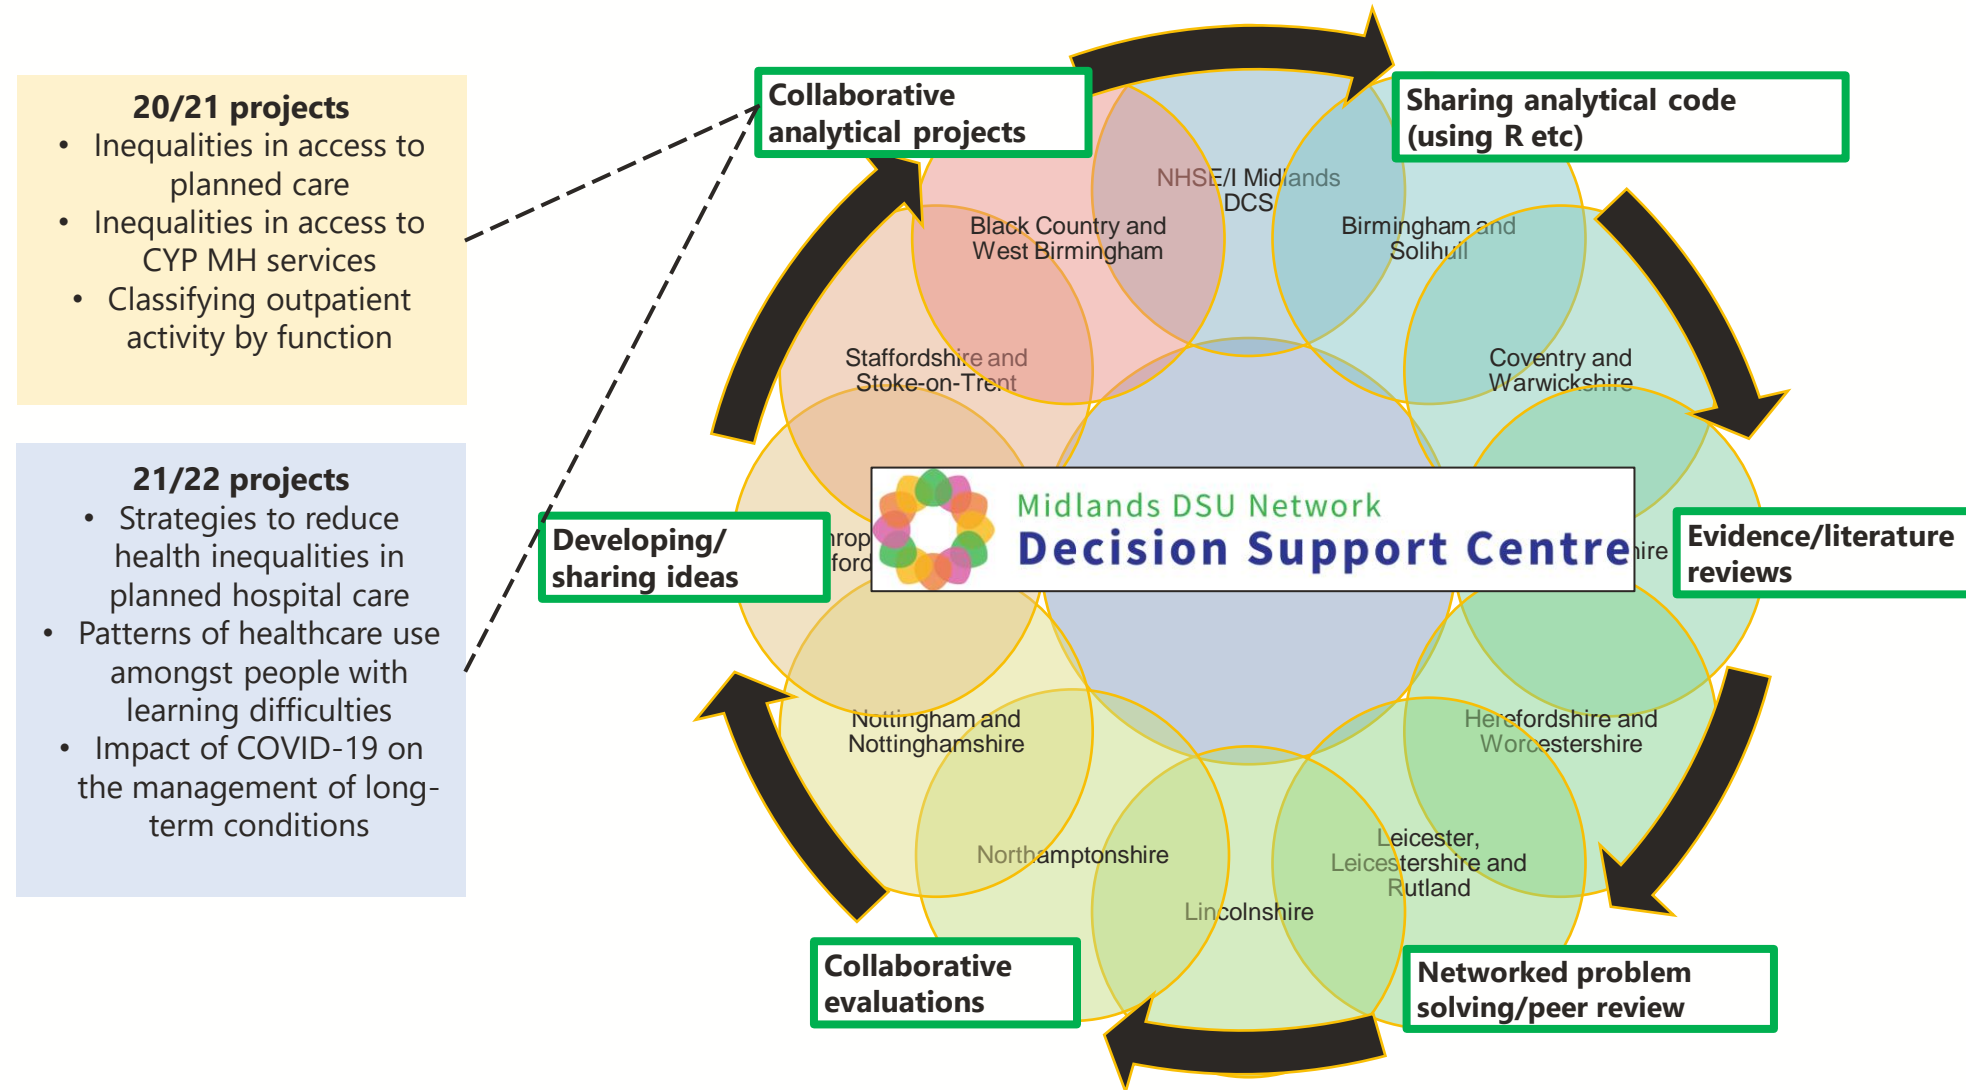 20/21 projects
• Inequalities in access to
planned care
• Inequalities in access to
CYP MH services
• Classifying outpatient
activity by function
21/22 projects
• Strategies to reduce
health inequalities in
planned hospital care
• Patterns of healthcare use
amongst people with
learning difficulties
• Impact of COVID-19 on
the management of long-
term conditions
Collaborative
analytical projects
Sharing analytical code
(using R etc)
Evidence/literature
reviews
Networked problem
solving/peer review
Collaborative
evaluations
Developing/
sharing ideas
NHSE/I Midlands
DCS
Birmingham and
Solihull
Coventry and
Warwickshire
Herefordshire and
Worcestershire
Leicester,
Leicestershire and
Rutland
Lincolnshire
Northamptonshire
Nottingham and
Nottinghamshire
Staffordshire and
Stoke-on-Trent
Black Country and
West Birmingham
Midlands DSU Network
Decision Support Centre